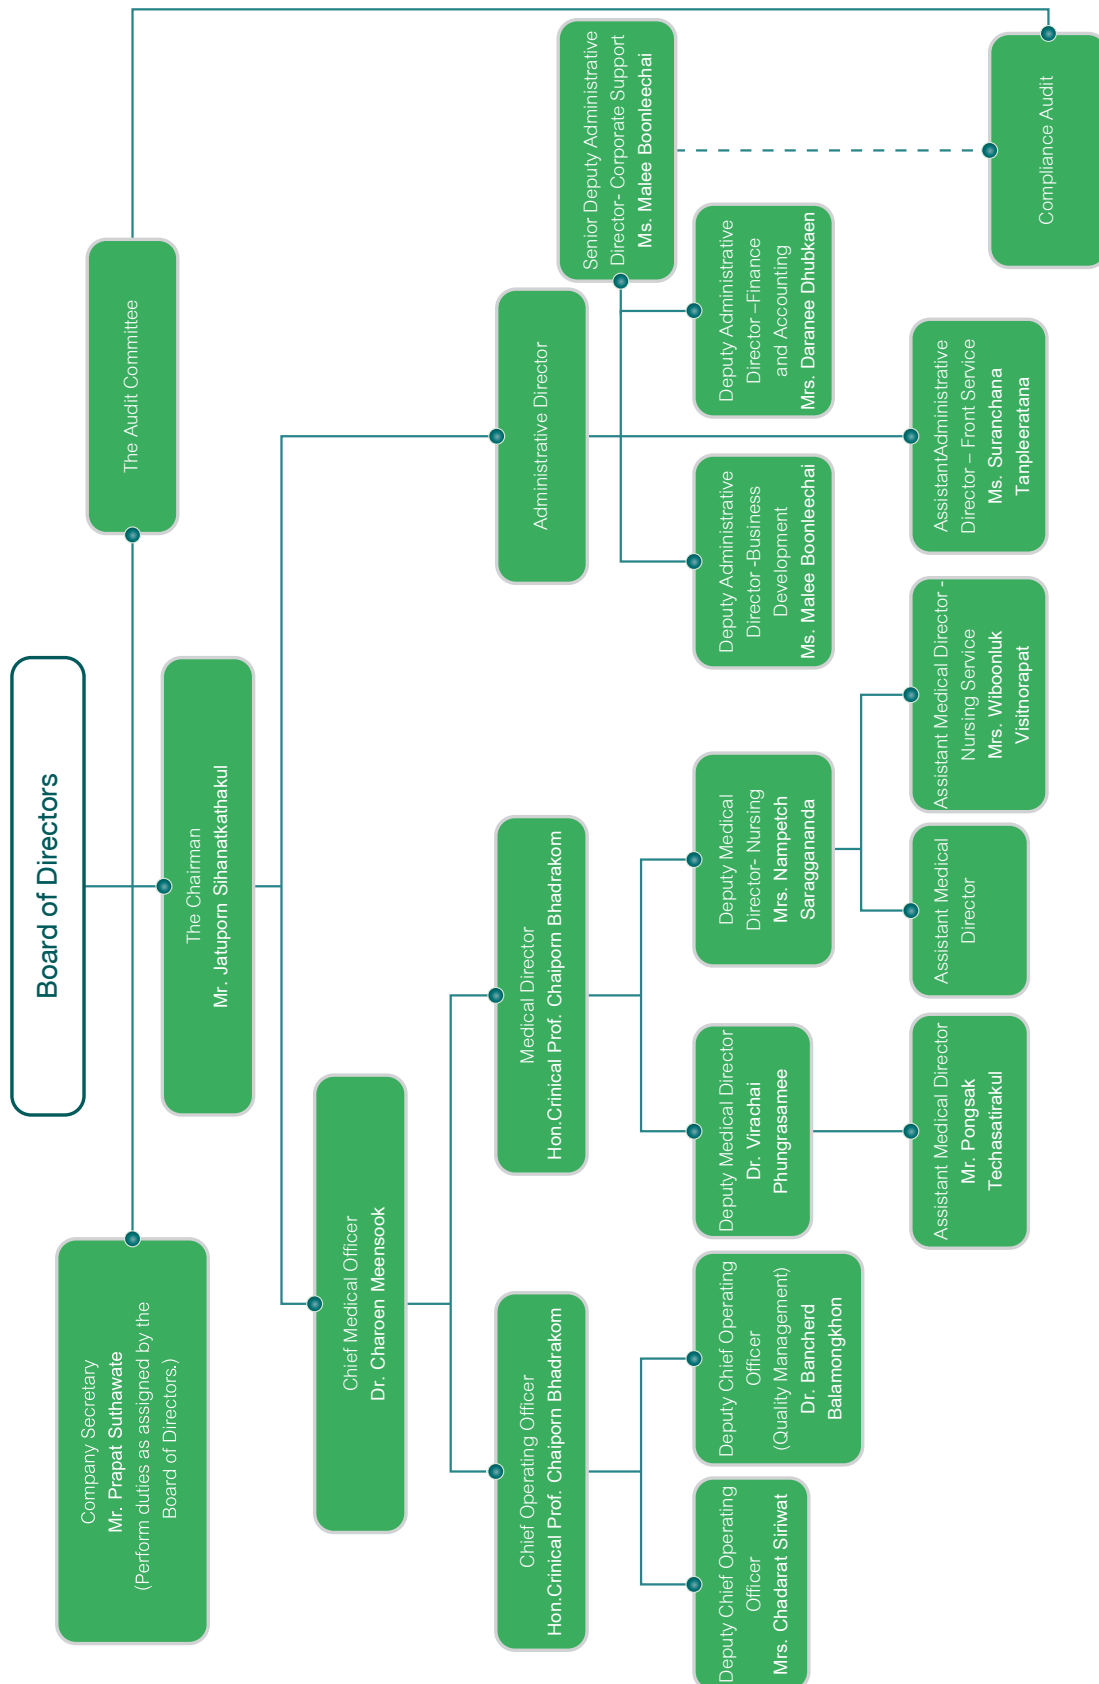 Board of Directors
Company Secretary
Mr. Prapat Suthawate
(Perform duties as assigned by the
Board of Directors.)
The Audit Committee
The Chairman
Mr. Jatuporn Sihanatkathakul
Chief Medical Officer
Dr. Charoen Meensook
Chief Operating Officer
Hon.Crinical Prof. Chaiporn Bhadrakom
Medical Director
Hon.Crinical Prof. Chaiporn Bhadrakom
Administrative Director
Senior Deputy Administrative
Director- Corporate Support
Ms. Malee Boonleechai
Deputy Chief Operating
Officer
Mrs. Chadarat Siriwat
Deputy Chief Operating
Officer
(Quality Management)
Dr. Bancherd
Balamongkhon
Deputy Medical Director
Dr. Virachai
Phungrasamee
Deputy Medical
Director- Nursing
Mrs. Nampetch
Saraggananda
Deputy Administrative
Director -Business
Development
Ms. Malee Boonleechai
Deputy Administrative
Director –Finance
and Accounting
Mrs. Daranee Dhubkaen
Assistant Medical Director
Mr. Pongsak
Techasatirakul
Assistant Medical
Director
Assistant Medical Director -
Nursing Service
Mrs. Wiboonluk
Visitnorapat
AssistantAdministrative
Director – Front Service
Ms. Suranchana
Tanpleeratana
Compliance Audit